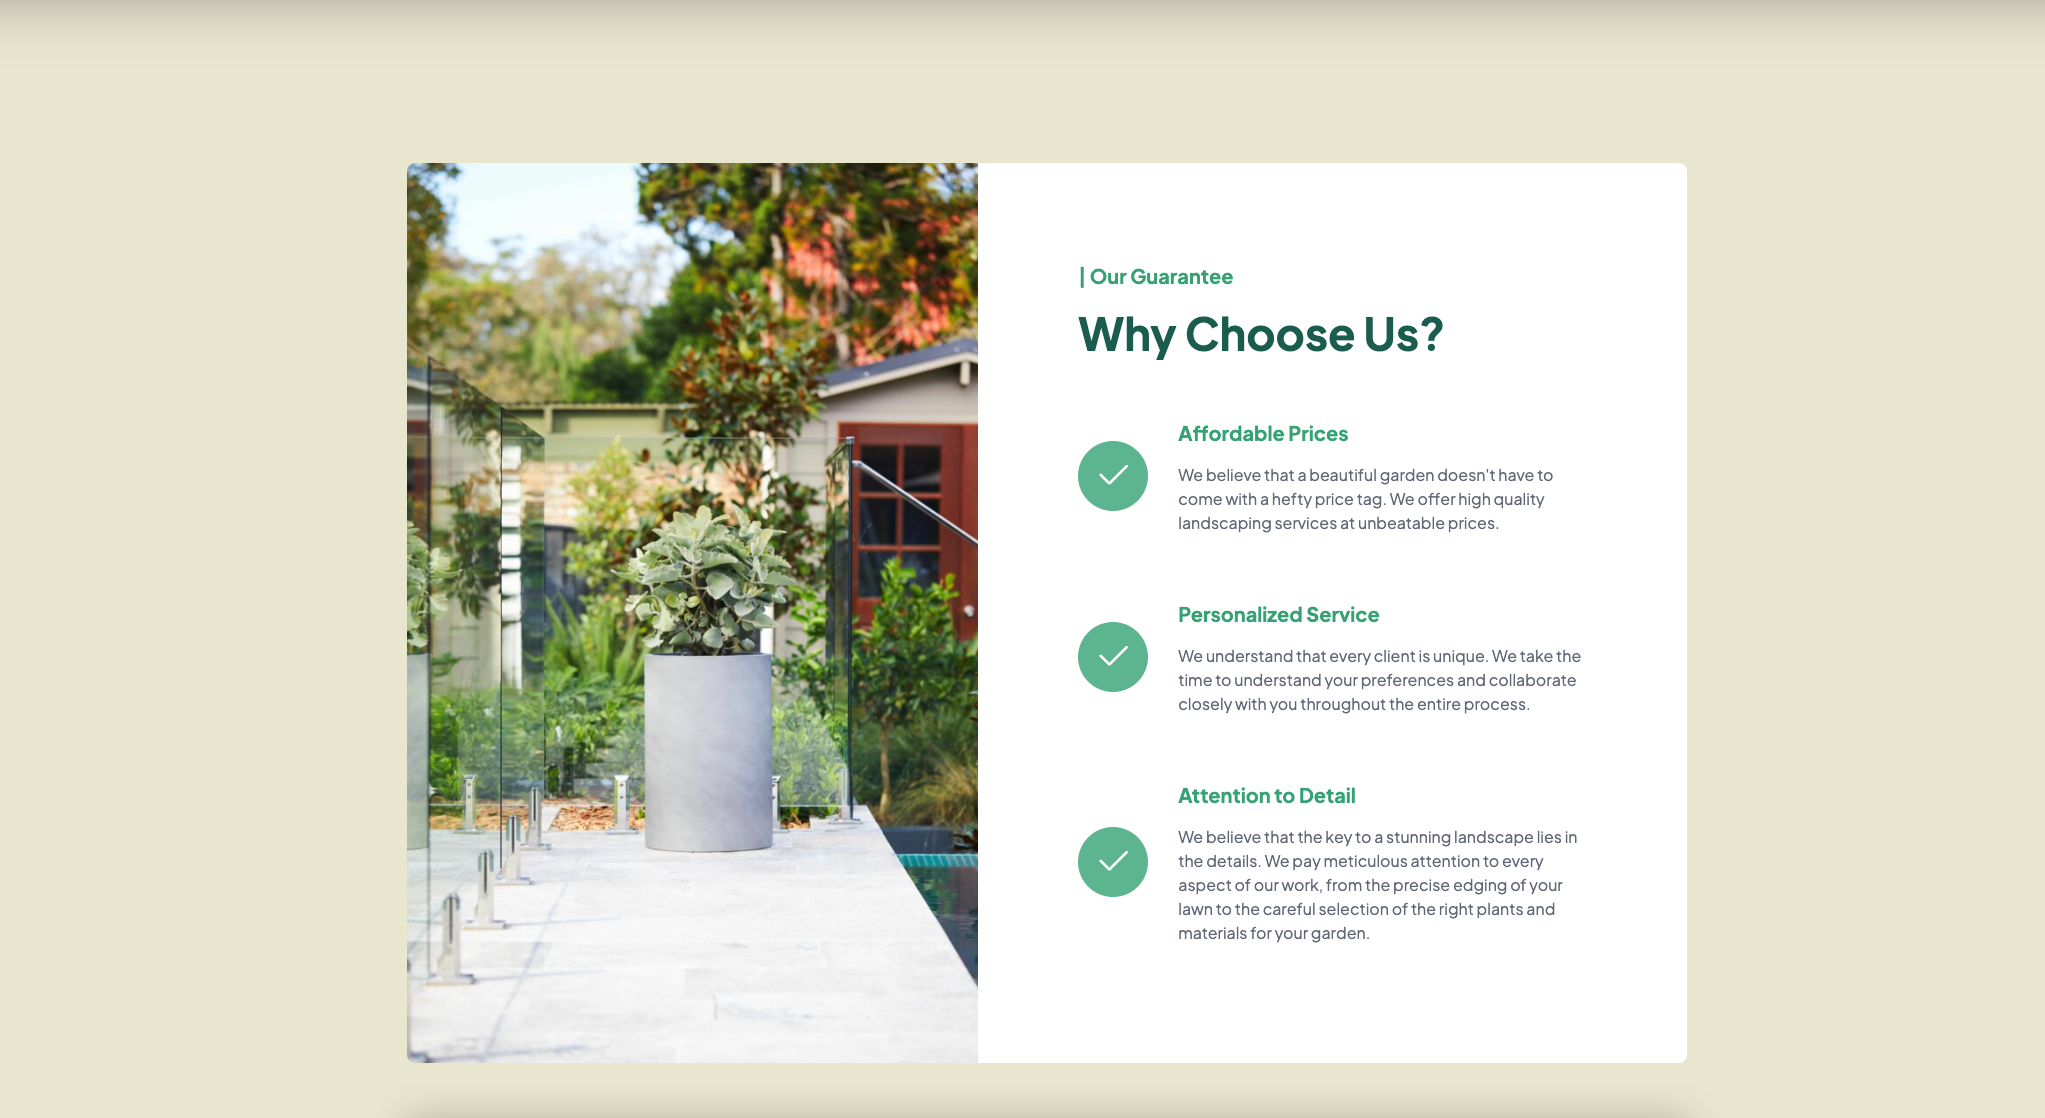 | Our Guarantee
Why Choose Us?
Affordable Prices
We believe that a beautiful garden doesn't have to
come with a hefty price tag. We offer high quality
landscaping services at unbeatable prices.
Personalized Service
We understand that every client is unique. We take the
time to understand your preferences and collaborate
closely with you throughout the entire process.
Attention to Detail
We believe that the key to a stunning landscape lies in
the details. We pay meticulous attention to every
aspect of our work, from the precise edging of your
lawn to the careful selection of the right plants and
materials for your garden.